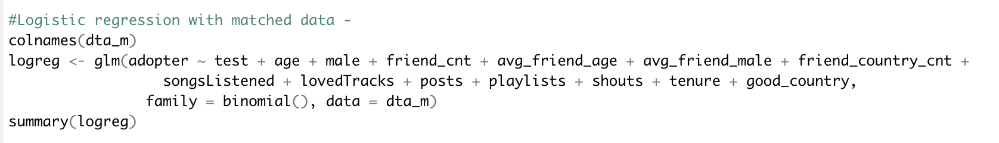 #Logistic regression with matched data -
colnames(dta_m)
logreg <- glm(adopter ~ test + age + male + friend_cnt + avg_friend_age + avg_friend_male + friend_country_cnt +
songsListened + lovedTracks + posts + playlists + shouts + tenure + good_country,
family = binomial(), data = dta_m)
summary(logreg)